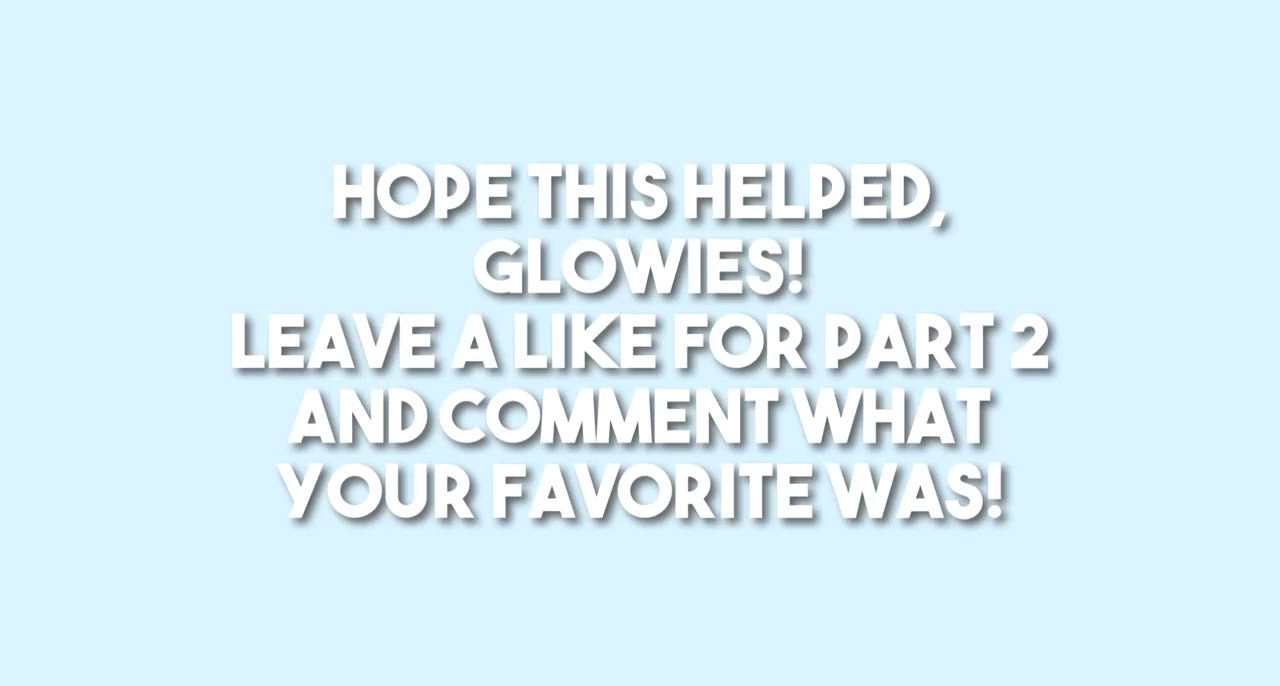 HOPE THIS HELPED,
GLOWIES!
LEAVE A LIKE FOR PART 2
AND COMMENT WHAT
YOUR FAVORITE WAS!